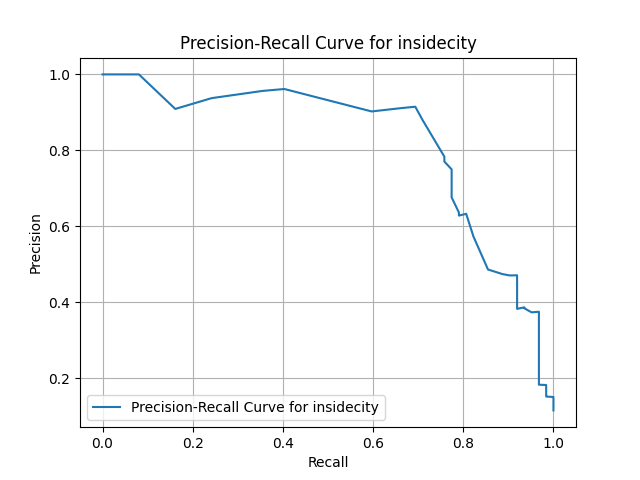 Precision-Recall Curve for insidecity
Precision
1.0
0.8
0.6
0.4
0.2
Precision-Recall Curve for insidecity
0.0 0.2 0.4 0.6 0.8 1.0
Recall